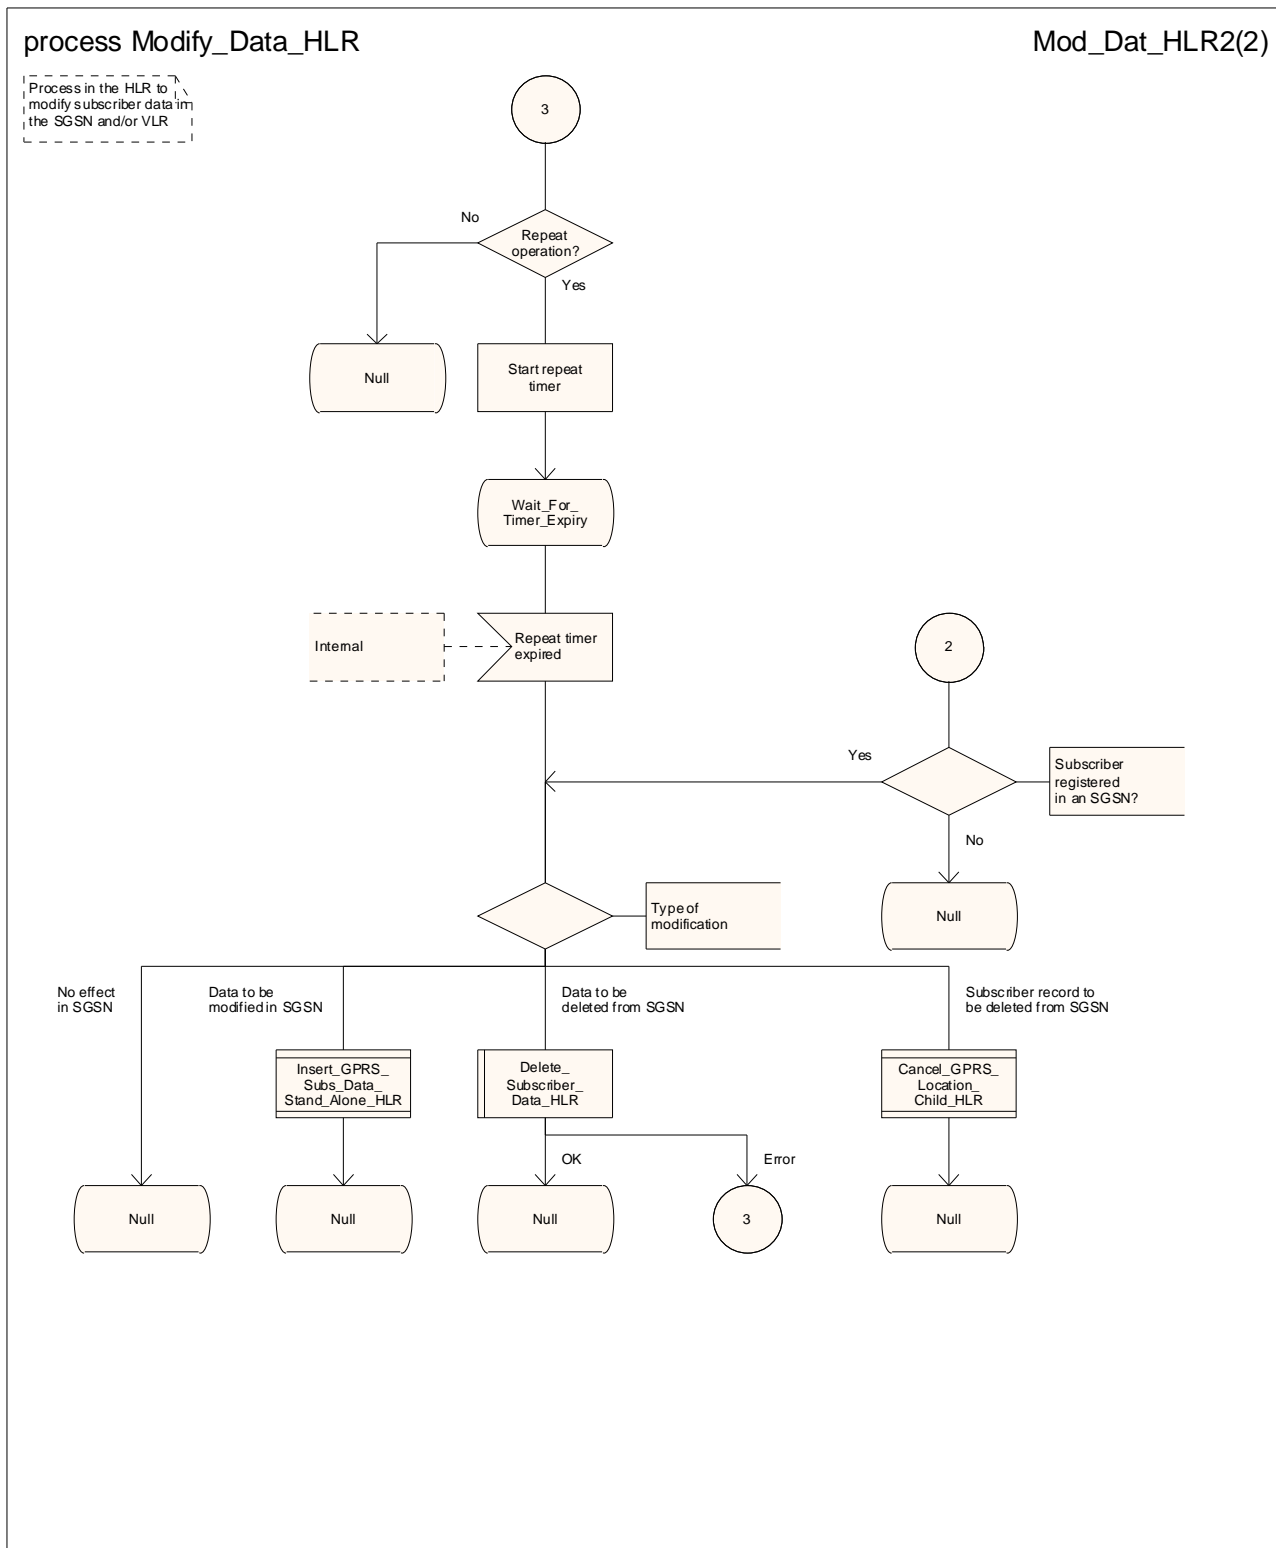 process Modify_Data_HLR
Mod_Dat_HLR2(2)
Process in the HLR to
modify subscriber data in
the SGSN and/or VLR
3
No
Repeat
operation?
Yes
Null
Start repeat
timer
Wait_For_
Timer_Expiry
Internal
Repeat timer
expired
2
Yes
Subscriber
registered
in an SGSN?
No
Type of
modification
Null
No effect
in SGSN
Data to be
modified in SGSN
Data to be
deleted from SGSN
Subscriber record to
be deleted from SGSN
Insert_GPRS_
Subs_Data_
Stand_Alone_HLR
Delete_
Subscriber_
Data_HLR
Cancel_GPRS_
Location_
Child_HLR
OK
Error
Null
Null
Null
3
Null